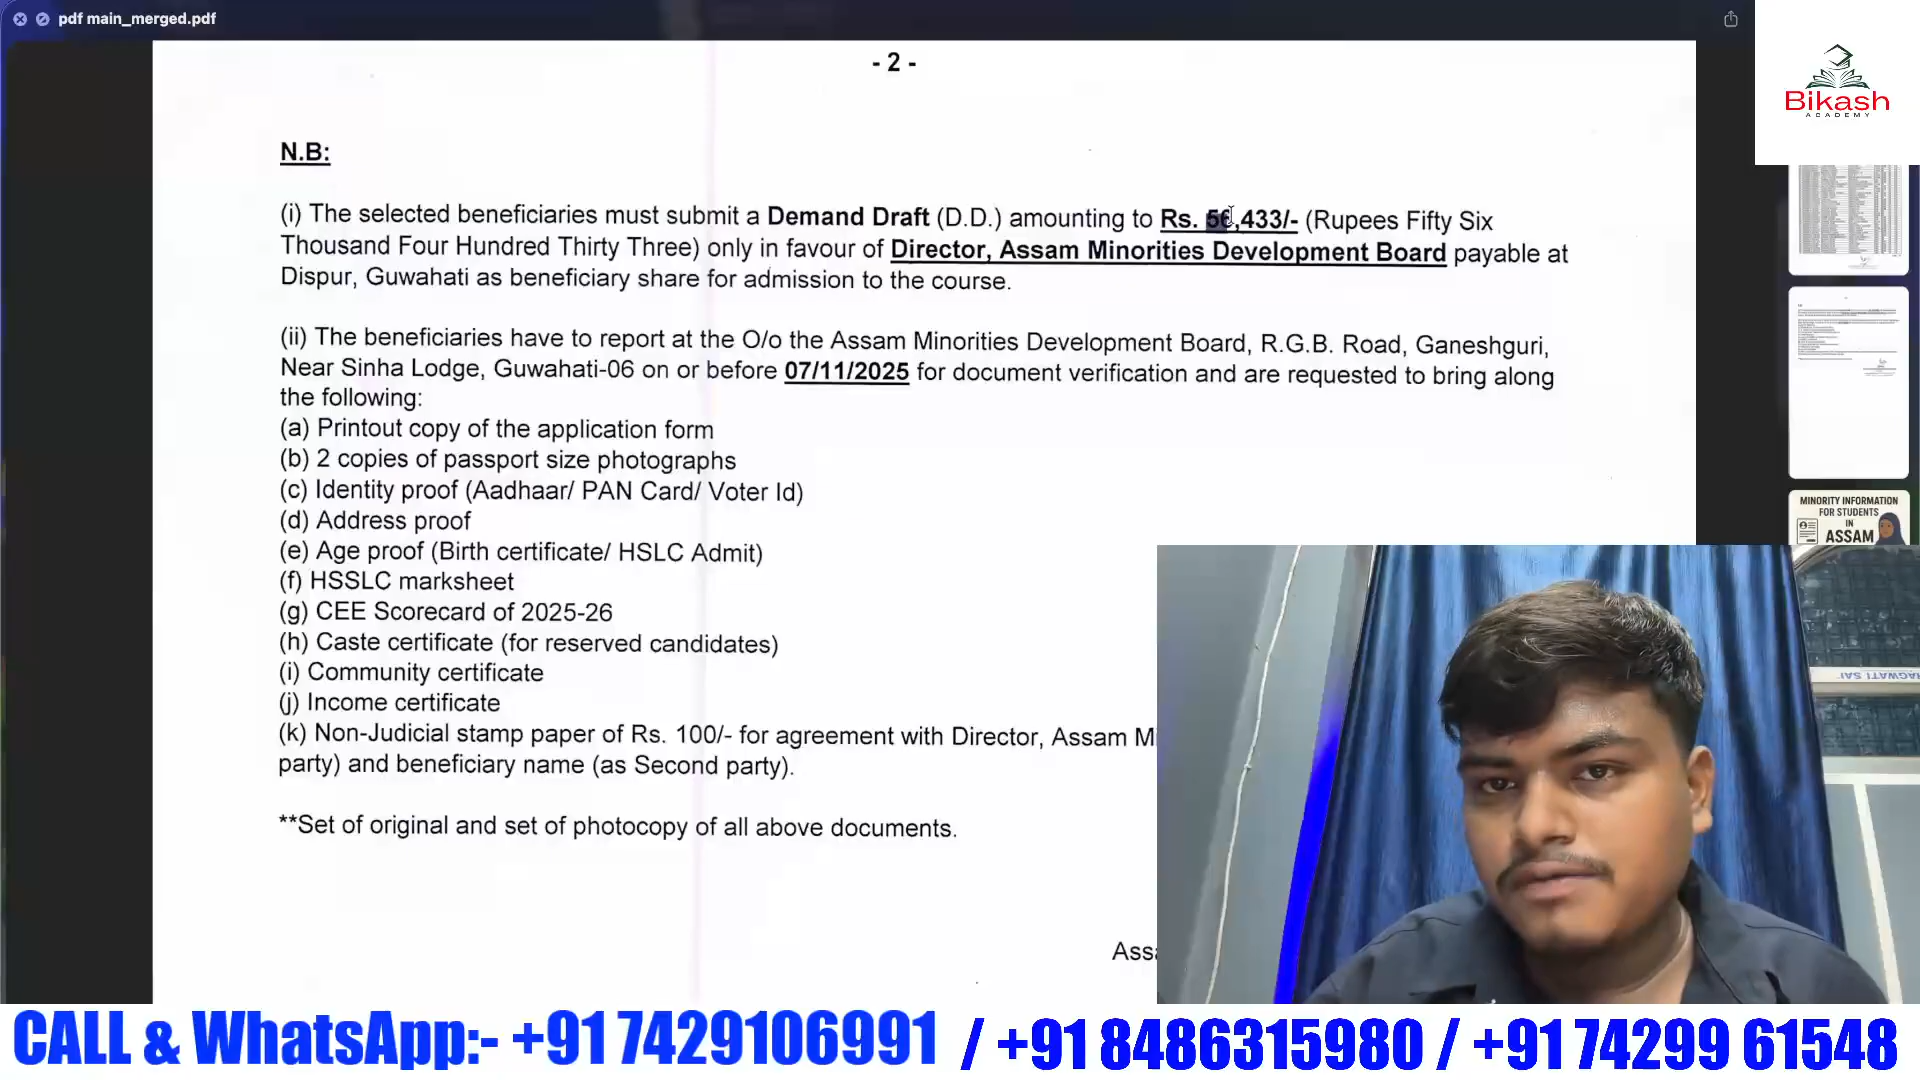 pdf main_merged.pdf
- 2 -
Bikash
ACADEMY
N.B:
(i) The selected beneficiaries must submit a Demand Draft (D.D.) amounting to Rs. 56,433/- (Rupees Fifty Six
Thousand Four Hundred Thirty Three) only in favour of Director, Assam Minorities Development Board payable at
Dispur, Guwahati as beneficiary share for admission to the course.
(ii) The beneficiaries have to report at the O/o the Assam Minorities Development Board, R.G.B. Road, Ganeshguri,
Near Sinha Lodge, Guwahati-06 on or before 07/11/2025 for document verification and are requested to bring along
the following:
(a) Printout copy of the application form
(b) 2 copies of passport size photographs
(c) Identity proof (Aadhaar/ PAN Card/ Voter Id)
(d) Address proof
(e) Age proof (Birth certificate/ HSLC Admit)
(f) HSSLC marksheet
(g) CEE Scorecard of 2025-26
(h) Caste certificate (for reserved candidates)
(i) Community certificate
(j) Income certificate
(k) Non-Judicial stamp paper of Rs. 100/- for agreement with Director, Assam Mi
party) and beneficiary name (as Second party).
**Set of original and set of photocopy of all above documents.
Assa
MINORITY INFORMATION
FOR STUDENTS
IN
ASSAM
CALL & WhatsApp:- +91 7429106991 / +91 8486315980 / +91 74299 61548